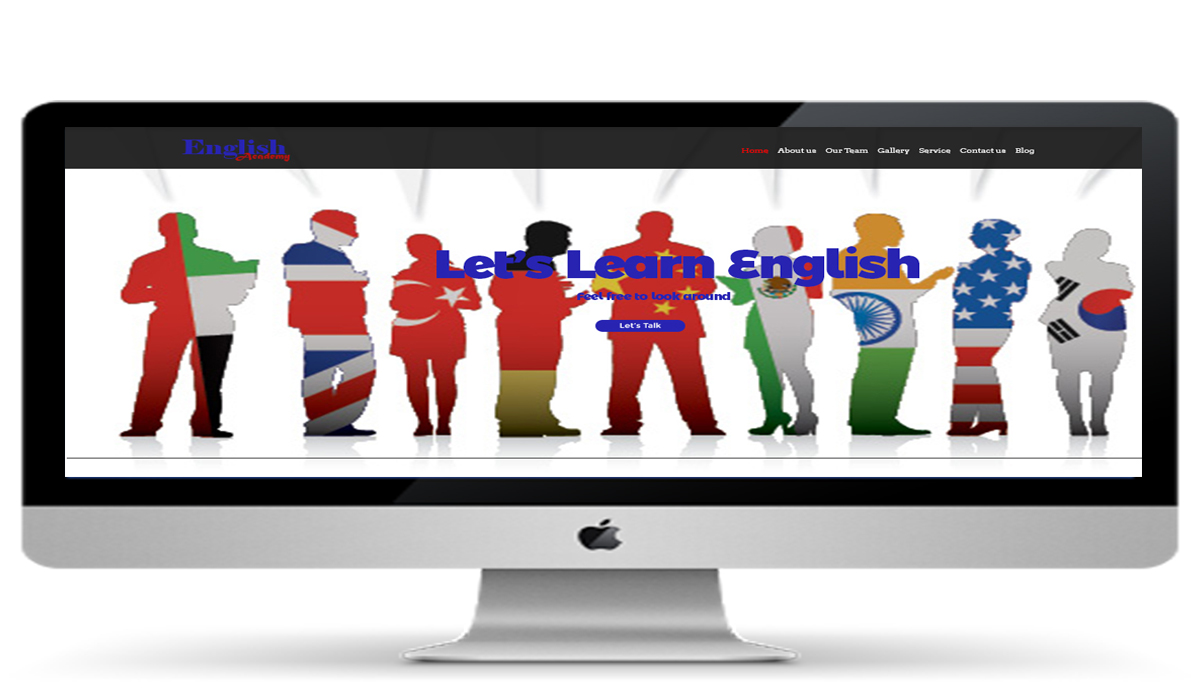 English
Academy
Home About us Our Team Gallery Service Contact us Blog
Let's Learn English
Feel free to look around
Let's Talk